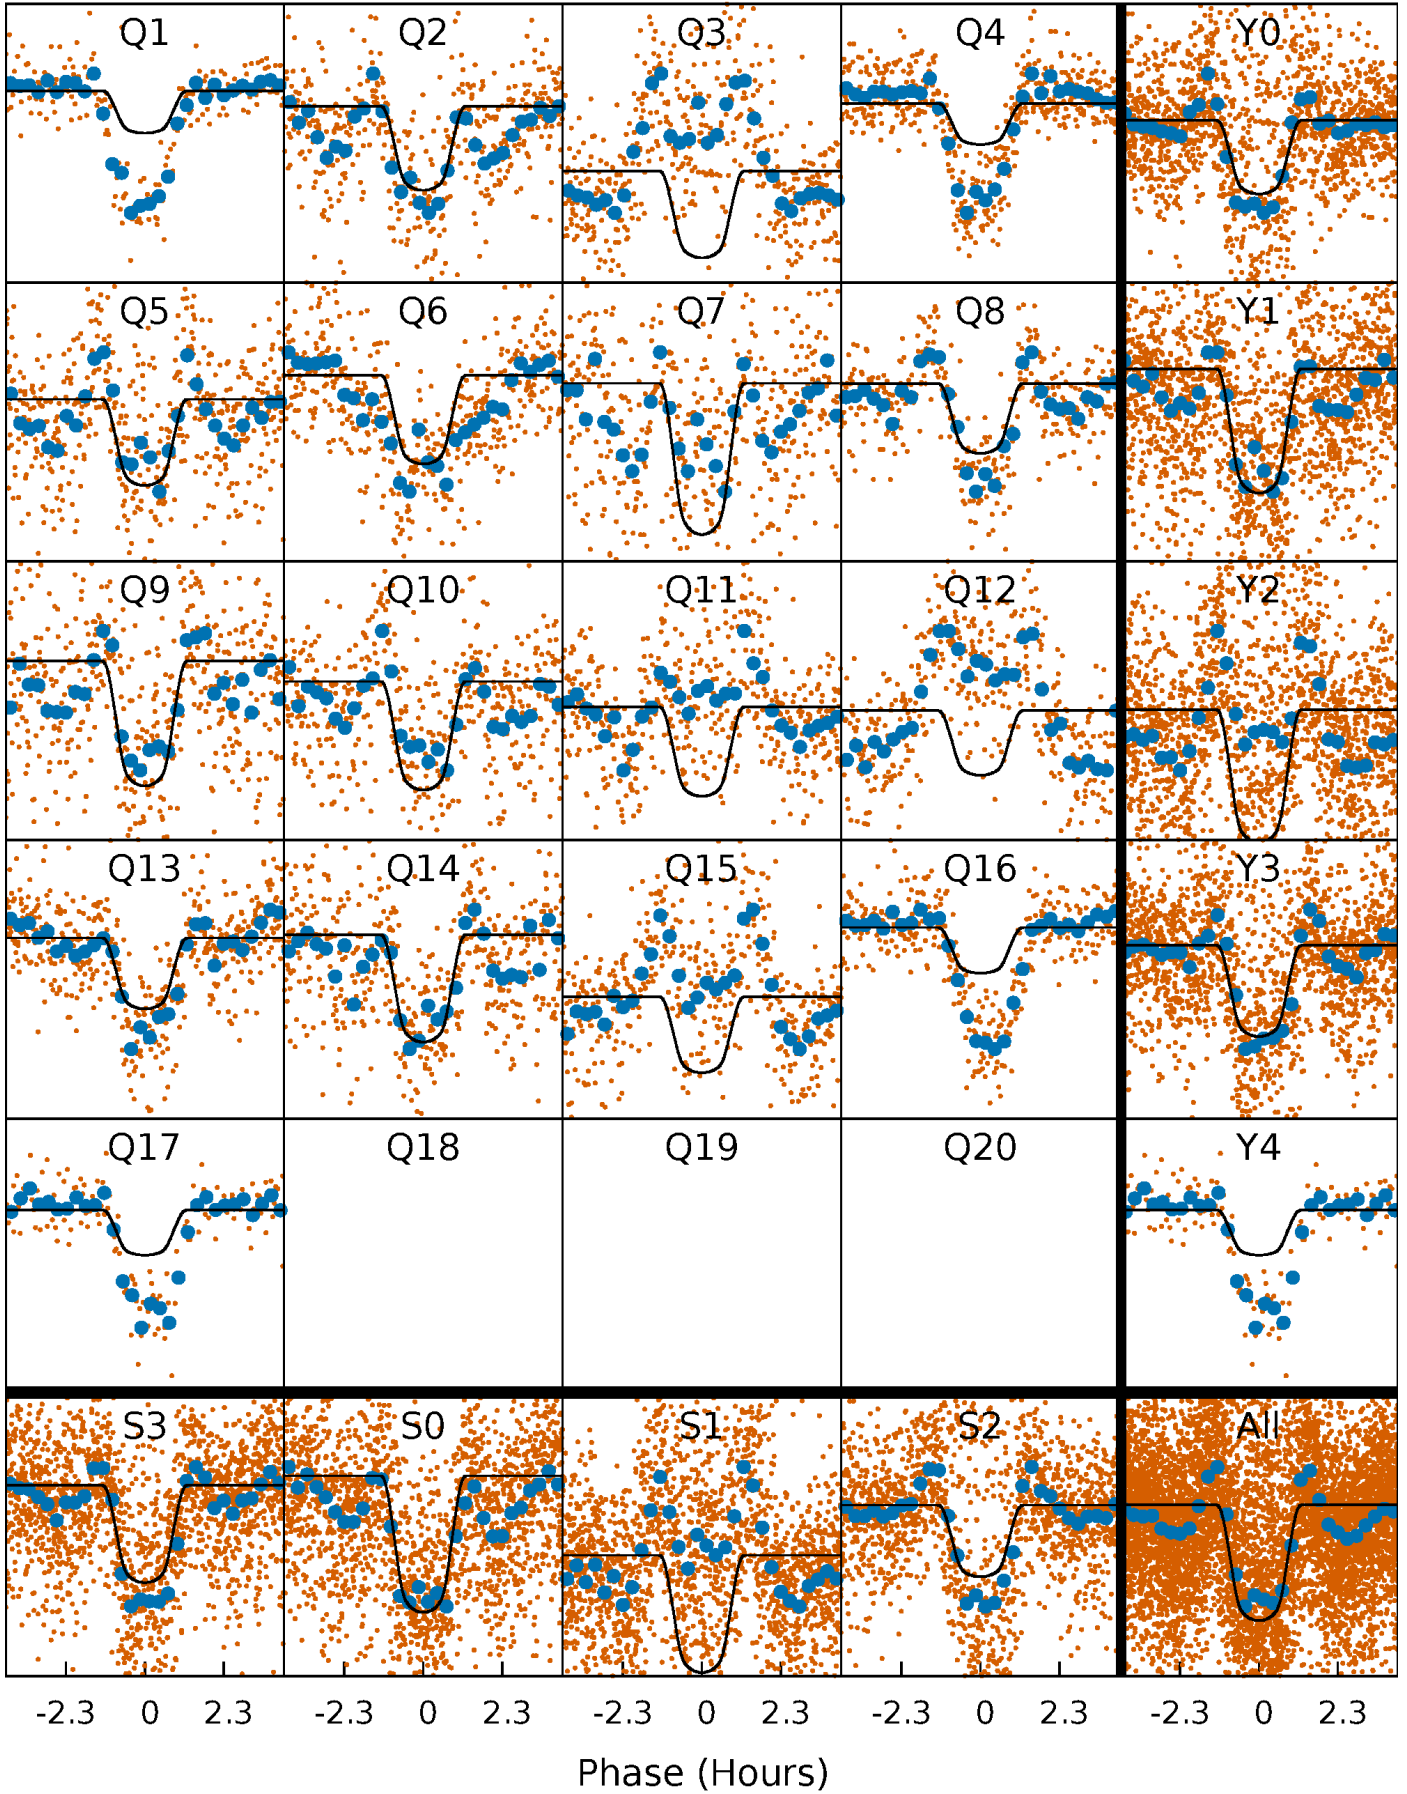 Q1 Q2 Q3 Q4 Y0
Q5 Q6 Q7 Q8 Y1
Q9 Q10 Q11 Q12 Y2
Q13 Q14 Q15 Q16 Y3
Q17 Q18 Q19 Q20 Y4
S3 S0 S1 S2 All
-2.3 0 2.3 -2.3 0 2.3 -2.3 0 2.3 -2.3 0 2.3 -2.3 0 2.3
Phase (Hours)